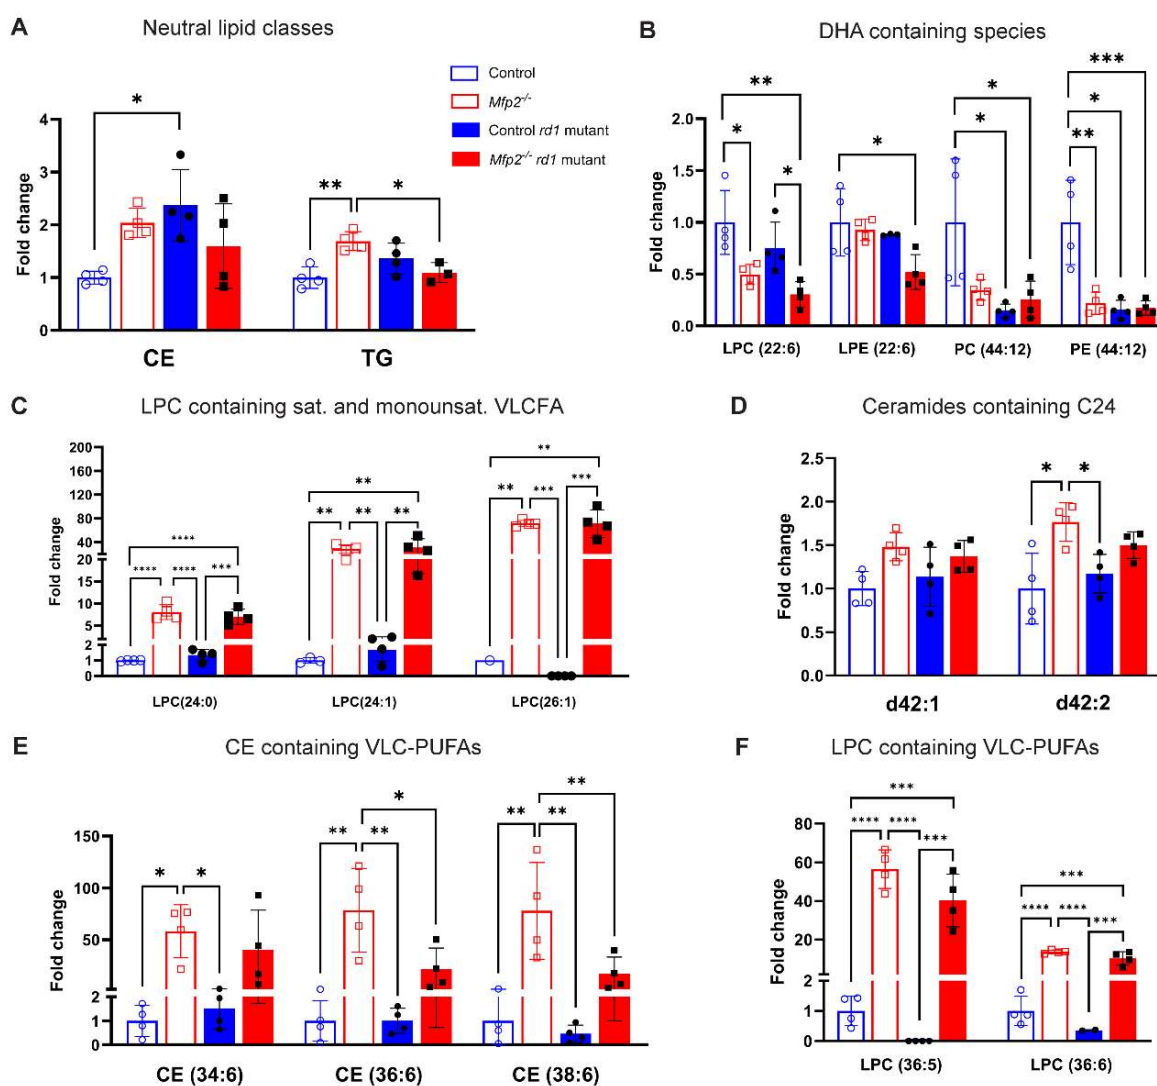 A
Neutral lipid classes
Fold change
4
3
2
1
0
*
**
*
CE
TG
Control
Mfp2-/-
Control rd1 mutant
Mfp2-/- rd1 mutant
B
DHA containing species
Fold change
2.0
1.5
1.0
0.5
0.0
**
*
*
*
*
*
***
*
**
LPC (22:6)
LPE (22:6)
PC (44:12)
PE (44:12)
C
LPC containing sat. and monounsat. VLCFA
Fold change
200
160
120
80
40
20
20
15
10
5
2
1
0
****
****
****
***
**
**
**
**
**
**
***
***
LPC(24:0)
LPC(24:1)
LPC(26:1)
D
Ceramides containing C24
Fold change
2.5
2.0
1.5
1.0
0.5
0.0
*
*
d42:1
d42:2
E
CE containing VLC-PUFAs
Fold change
150
100
50
2
1
0
*
*
*
**
**
**
**
**
CE (34:6)
CE (36:6)
CE (38:6)
F
LPC containing VLC-PUFAs
Fold change
80
60
40
20
2
1
0
***
****
****
***
***
****
****
***
LPC (36:5)
LPC (36:6)